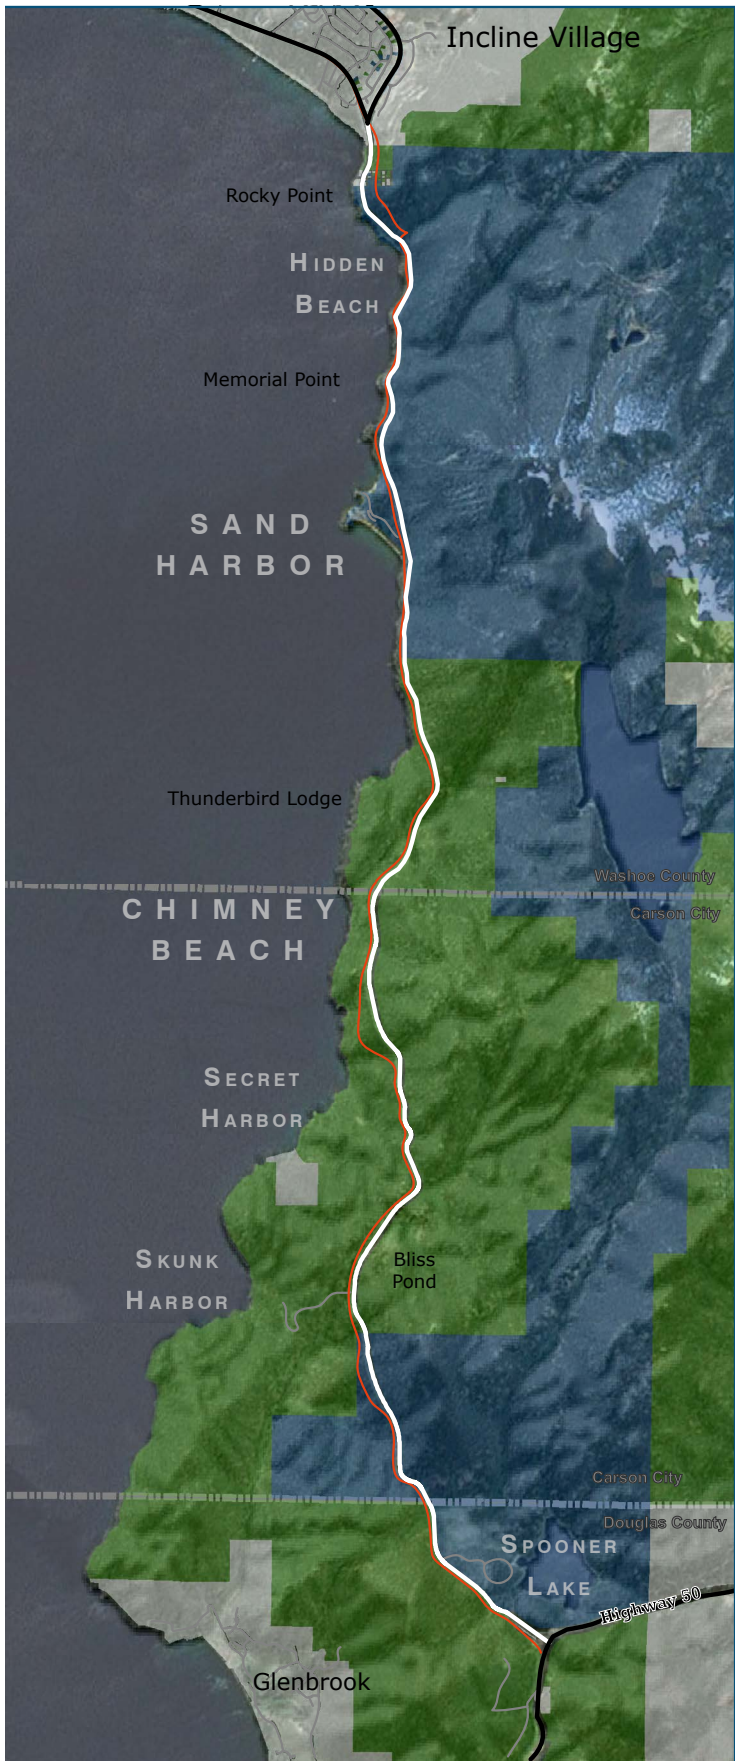 Incline Village
Rocky Point
HIDDEN
BEACH
Memorial Point
SAND
HARBOR
Thunderbird Lodge
Washoe County
CHIMNEY
Carson City
BEACH
SECRET
HARBOR
Bliss
Pond
SKUNK
HARBOR
Carson City
Douglas County
SPOONER
LAKE
Highway 50
Glenbrook